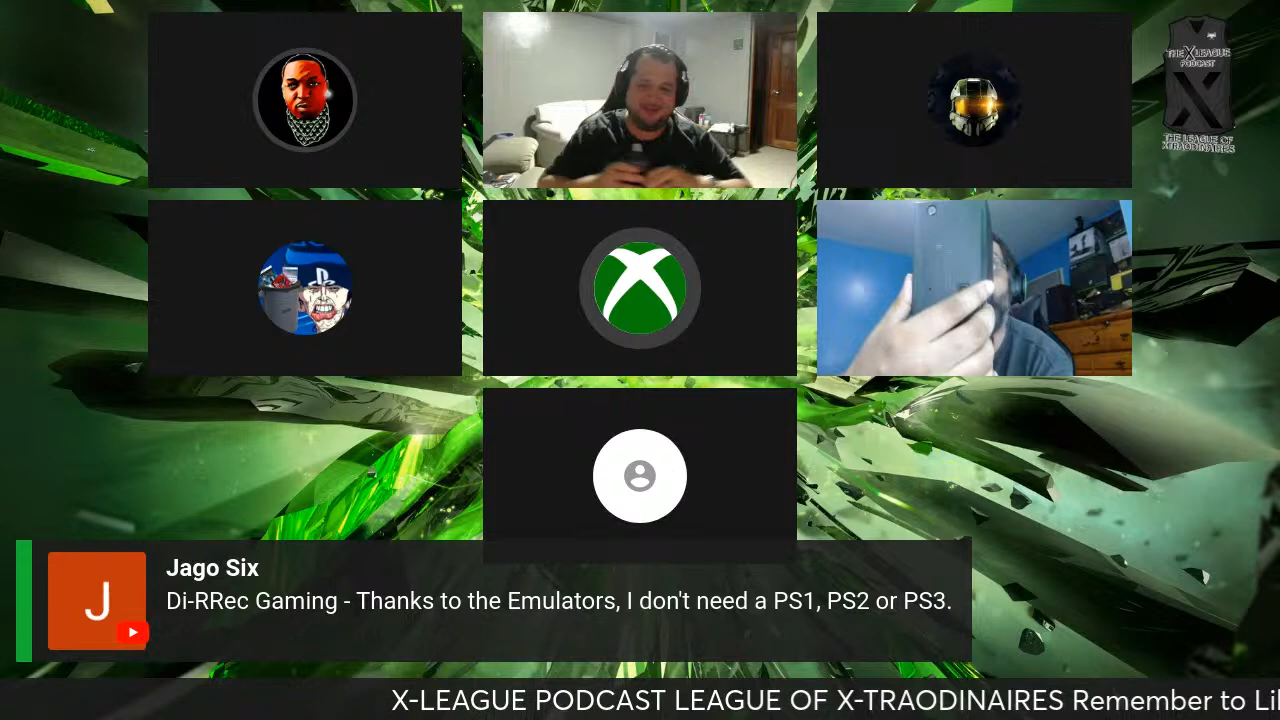 THE X LEAGUE
PODCAST
THE LEAGUE OF
XTRAODINAIRES
J
Jago Six
Di-RRec Gaming - Thanks to the Emulators, I don't need a PS1, PS2 or PS3.
X-LEAGUE PODCAST LEAGUE OF X-TRAODINAIRES Remember to Li